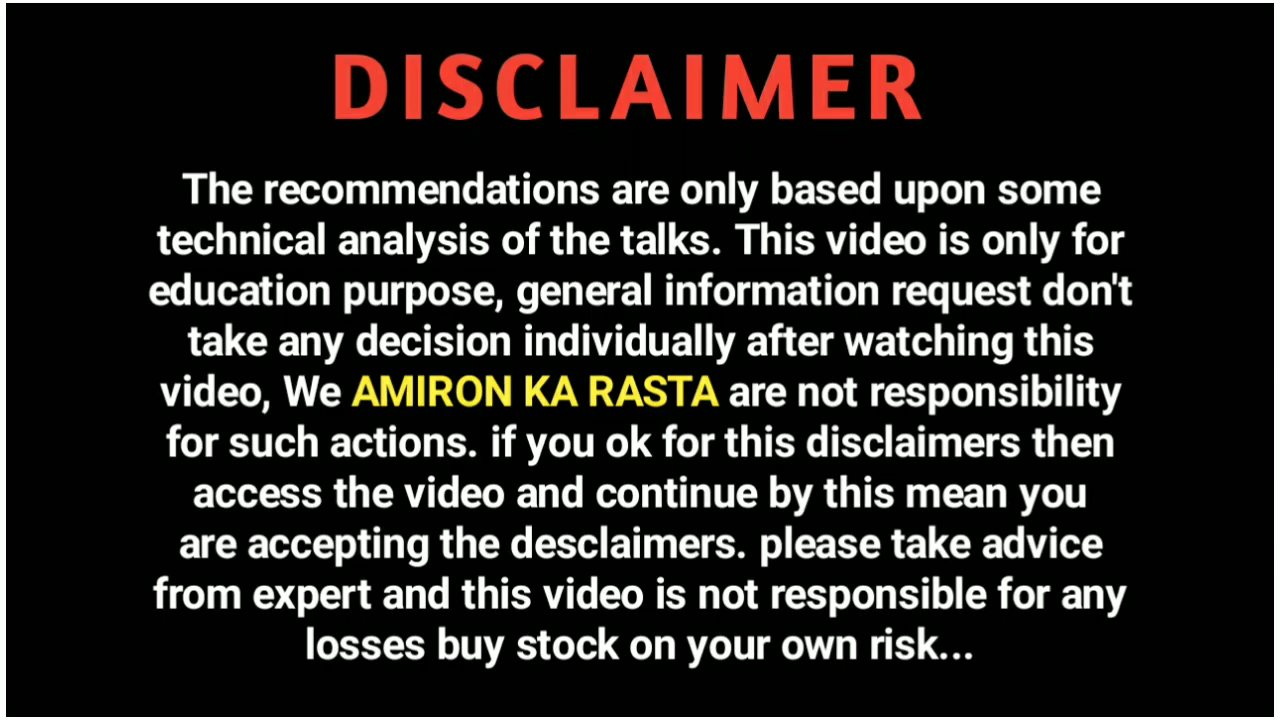 DISCLAIMER
The recommendations are only based upon some
technical analysis of the talks. This video is only for
education purpose, general information request don't
take any decision individually after watching this
video, We AMIRON KA RASTA are not responsibility
for such actions. if you ok for this disclaimers then
access the video and continue by this mean you
are accepting the desclaimers. please take advice
from expert and this video is not responsible for any
losses buy stock on your own risk...